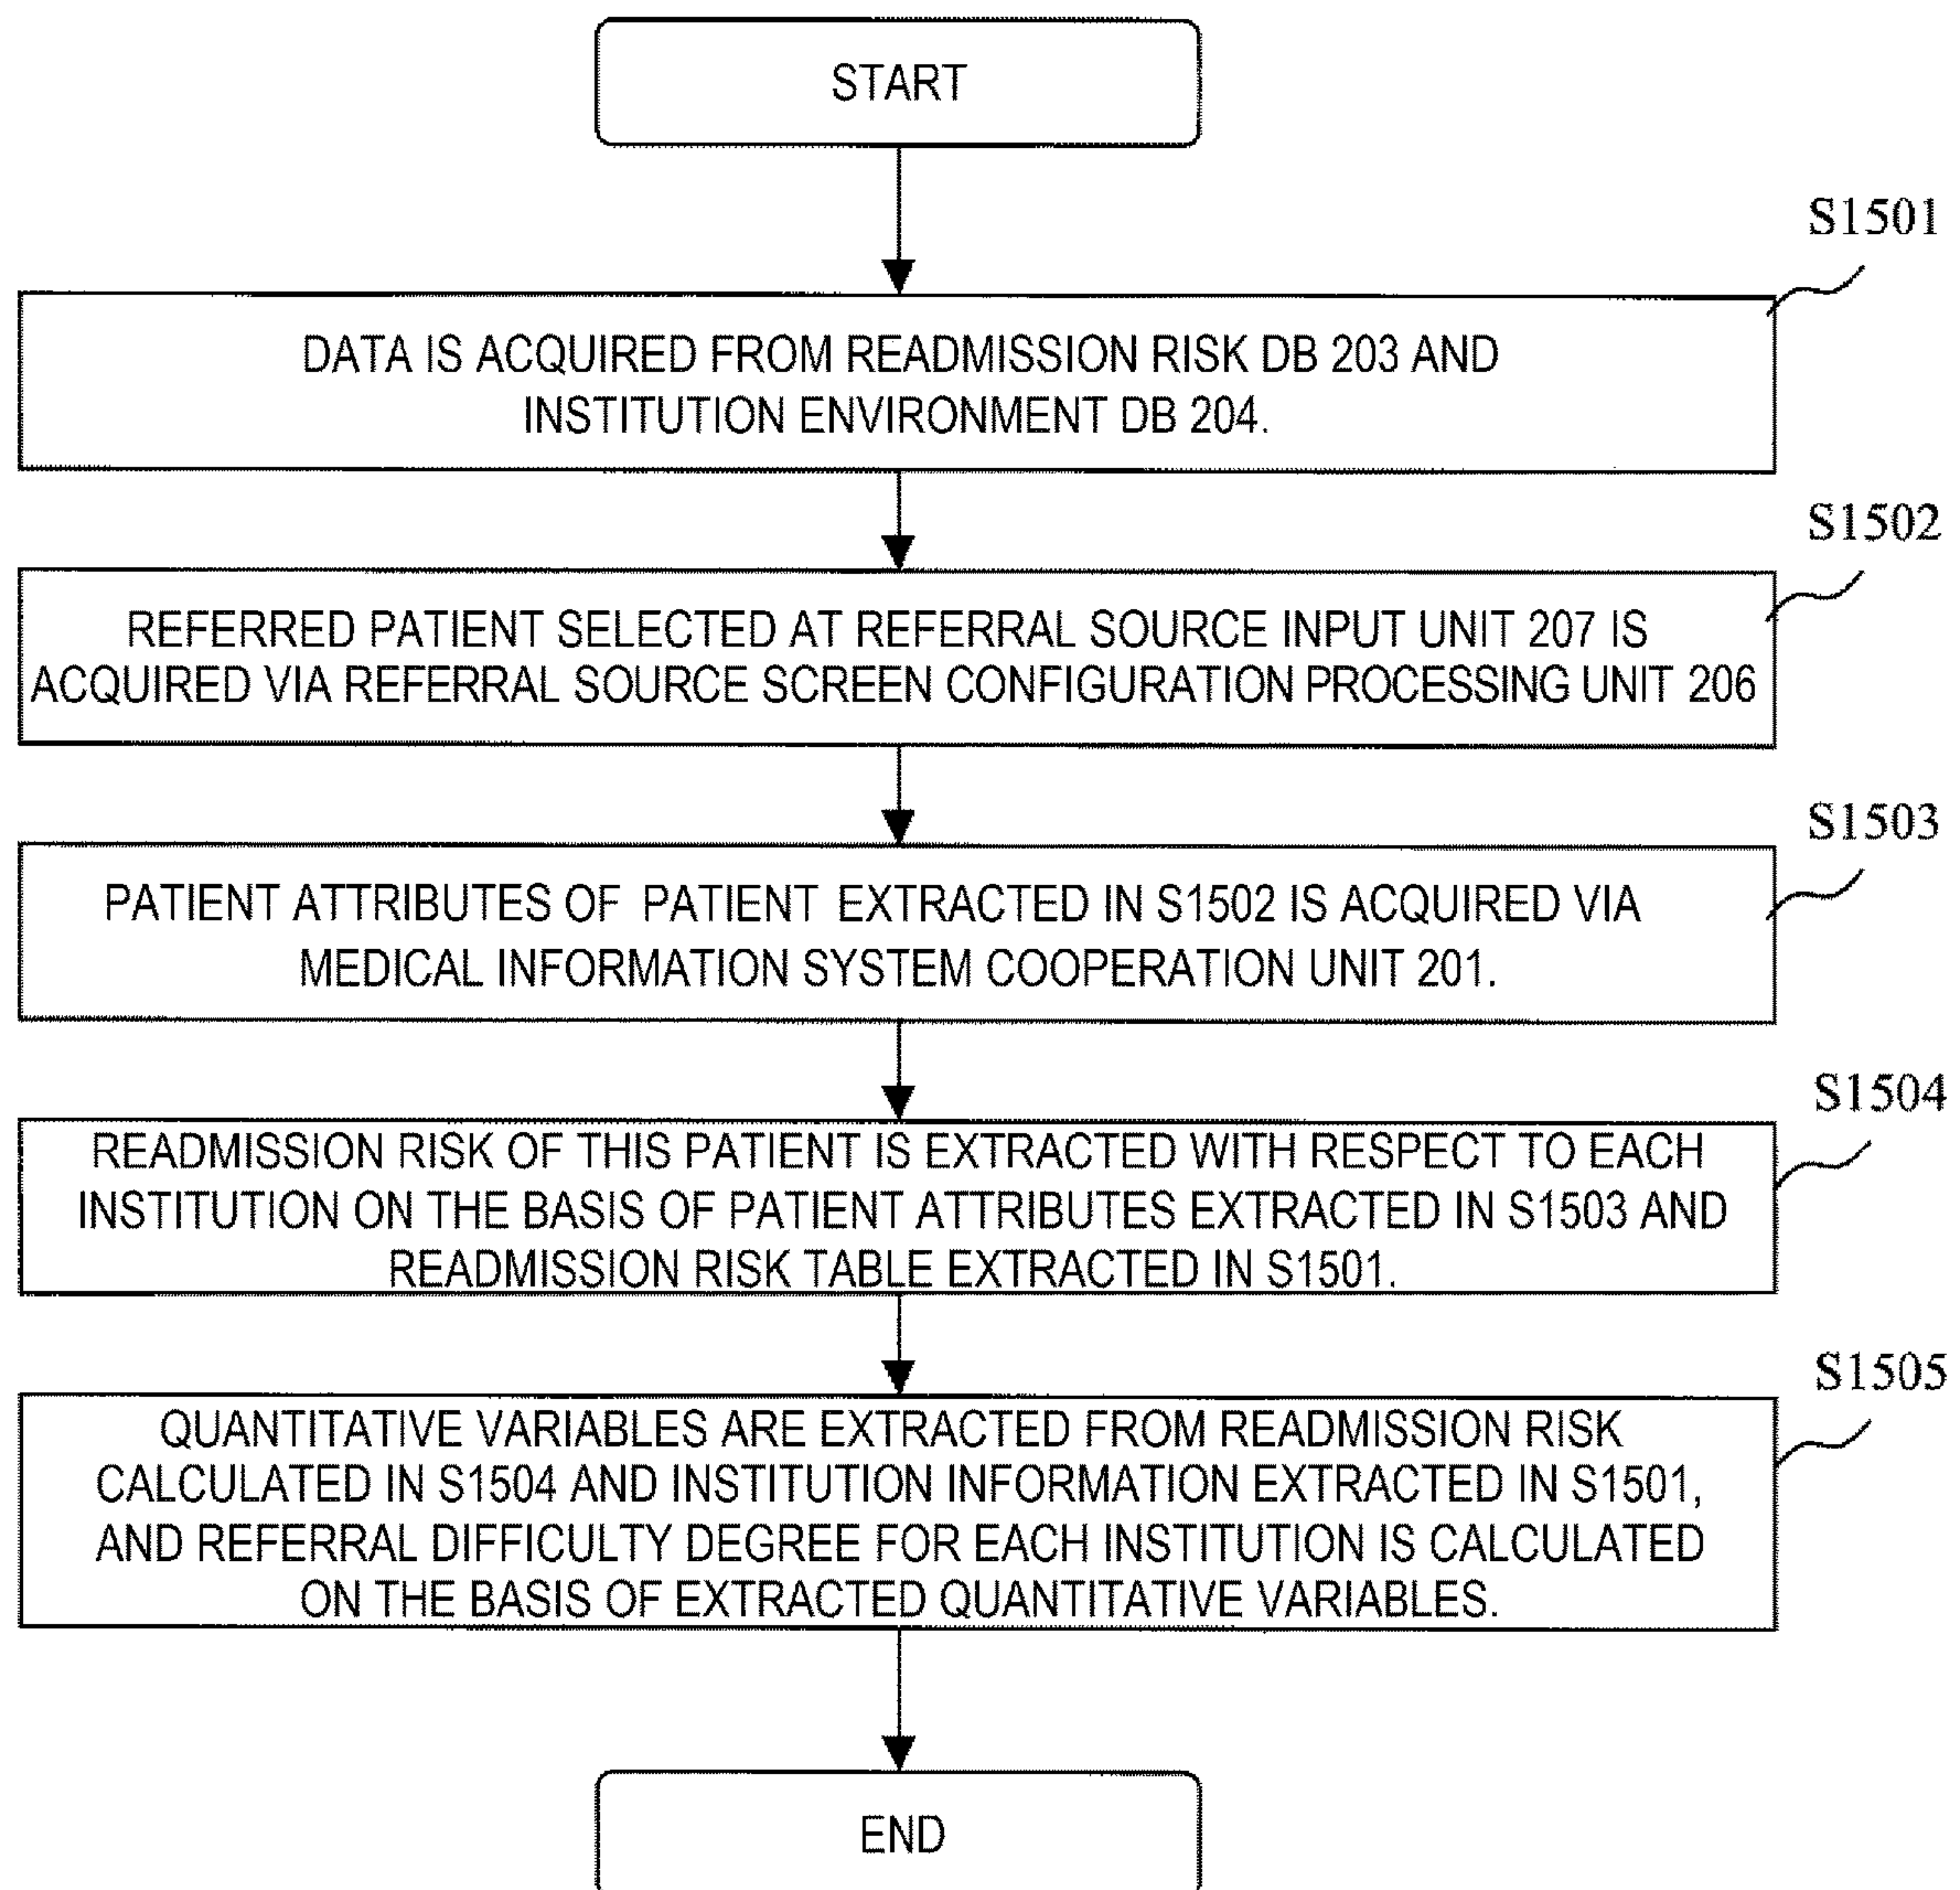 START
S1501
DATA IS ACQUIRED FROM READMISSION RISK DB 203 AND
INSTITUTION ENVIRONMENT DB 204.
S1502
REFERRED PATIENT SELECTED AT REFERRAL SOURCE INPUT UNIT 207 IS
ACQUIRED VIA REFERRAL SOURCE SCREEN CONFIGURATION PROCESSING UNIT 206
S1503
PATIENT ATTRIBUTES OF PATIENT EXTRACTED IN S1502 IS ACQUIRED VIA
MEDICAL INFORMATION SYSTEM COOPERATION UNIT 201.
S1504
READMISSION RISK OF THIS PATIENT IS EXTRACTED WITH RESPECT TO EACH
INSTITUTION ON THE BASIS OF PATIENT ATTRIBUTES EXTRACTED IN S1503 AND
READMISSION RISK TABLE EXTRACTED IN S1501.
S1505
QUANTITATIVE VARIABLES ARE EXTRACTED FROM READMISSION RISK
CALCULATED IN S1504 AND INSTITUTION INFORMATION EXTRACTED IN S1501,
AND REFERRAL DIFFICULTY DEGREE FOR EACH INSTITUTION IS CALCULATED
ON THE BASIS OF EXTRACTED QUANTITATIVE VARIABLES.
END